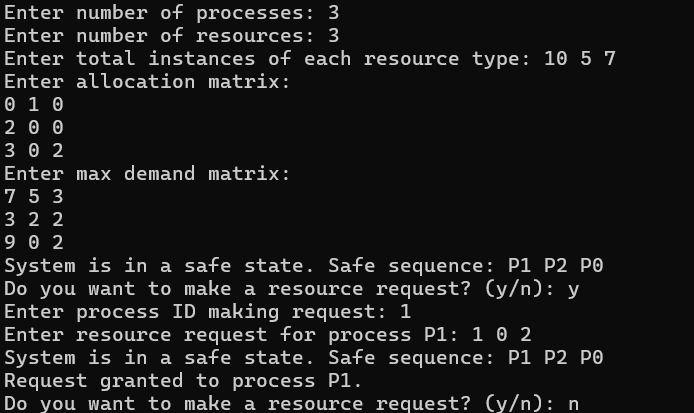 Enter number of processes: 3
Enter number of resources: 3
Enter total instances of each resource type: 10 5 7
Enter allocation matrix:
0 1 0
2 0 0
3 0 2
Enter max demand matrix:
7 5 3
3 2 2
9 0 2
System is in a safe state. Safe sequence: P1 P2 P0
Do you want to make a resource request? (y/n): y
Enter process ID making request: 1
Enter resource request for process P1: 1 0 2
System is in a safe state. Safe sequence: P1 P2 P0
Request granted to process P1.
Do you want to make a resource request? (y/n): n